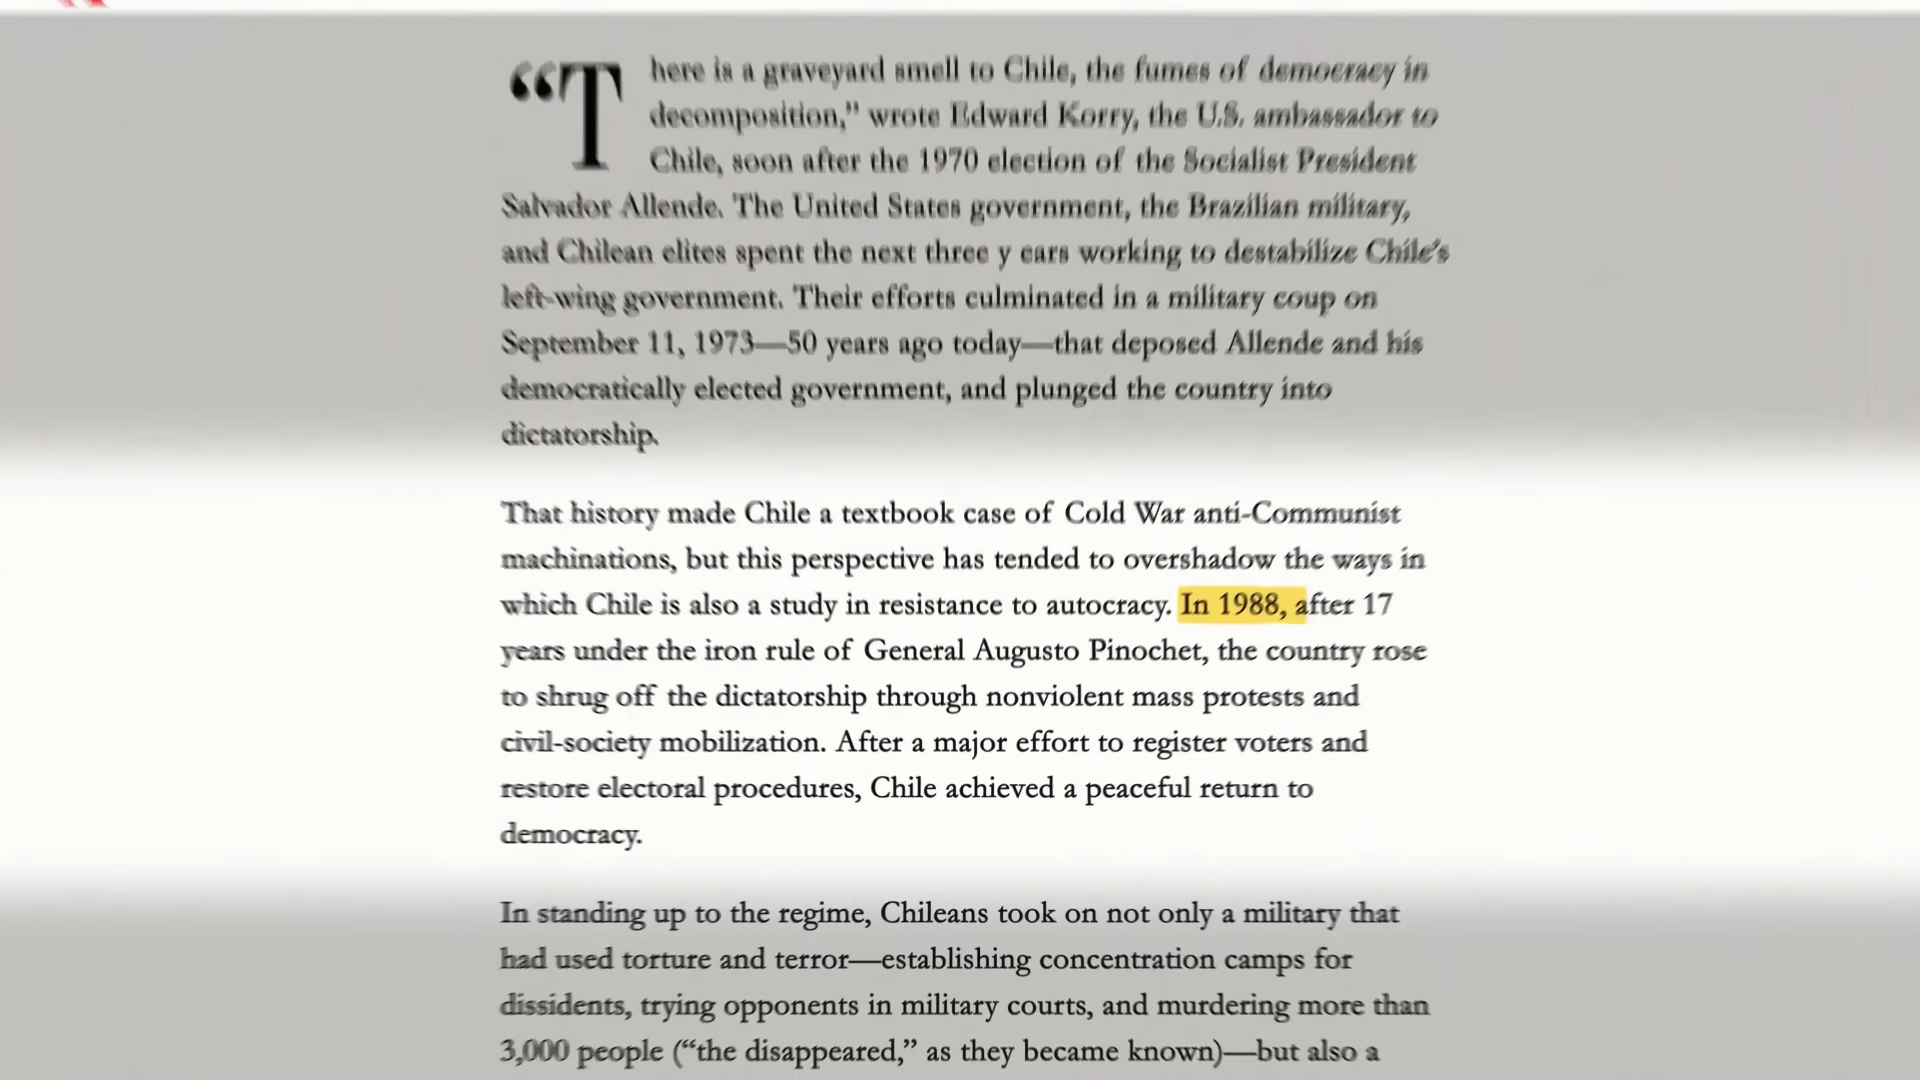 “There is a graveyard smell to Chile, the fumes of democracy in
decomposition,” wrote Edward Korry, the U.S. ambassador to
Chile, soon after the 1970 election of the Socialist President
Salvador Allende. The United States government, the Brazilian military,
and Chilean elites spent the next three y ears working to destabilize Chile’s
left-wing government. Their efforts culminated in a military coup on
September 11, 1973—50 years ago today—that deposed Allende and his
democratically elected government, and plunged the country into
dictatorship.
That history made Chile a textbook case of Cold War anti-Communist
machinations, but this perspective has tended to overshadow the ways in
which Chile is also a study in resistance to autocracy. In 1988, after 17
years under the iron rule of General Augusto Pinochet, the country rose
to shrug off the dictatorship through nonviolent mass protests and
civil-society mobilization. After a major effort to register voters and
restore electoral procedures, Chile achieved a peaceful return to
democracy.
In standing up to the regime, Chileans took on not only a military that
had used torture and terror—establishing concentration camps for
dissidents, trying opponents in military courts, and murdering more than
3,000 people (“the disappeared,” as they became known)—but also a